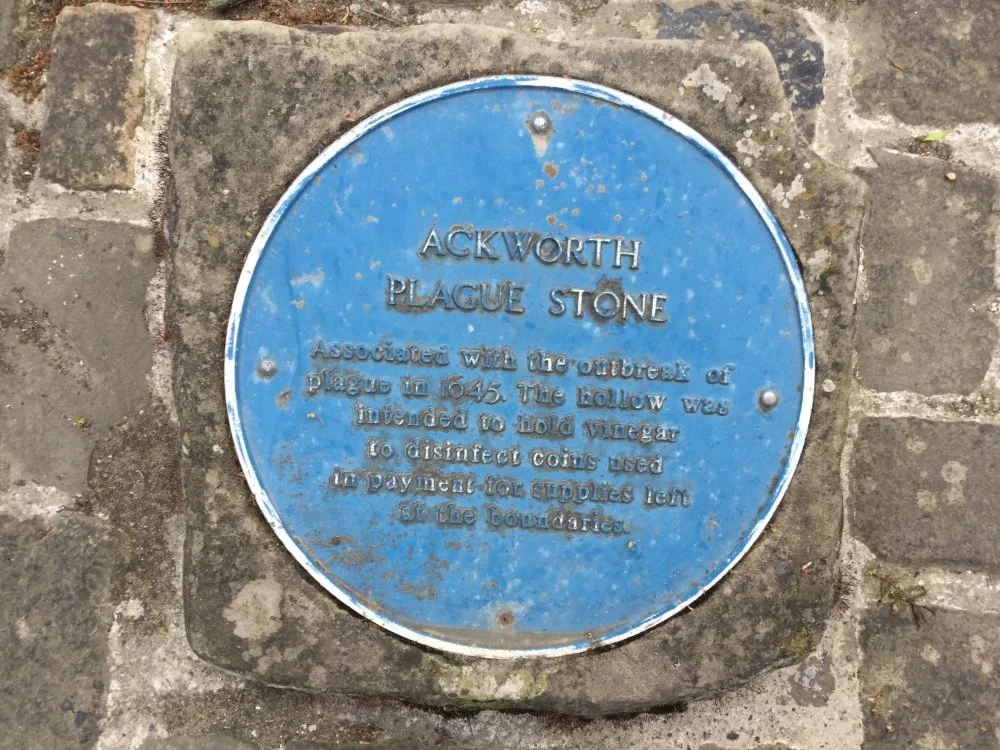 ACKWORTH
PLAGUE STONE
Associated with the outbreak of
plague in 1645. The hollow was
intended to hold vinegar
to disinfect coins used
in payment for supplies left
at the boundaries.